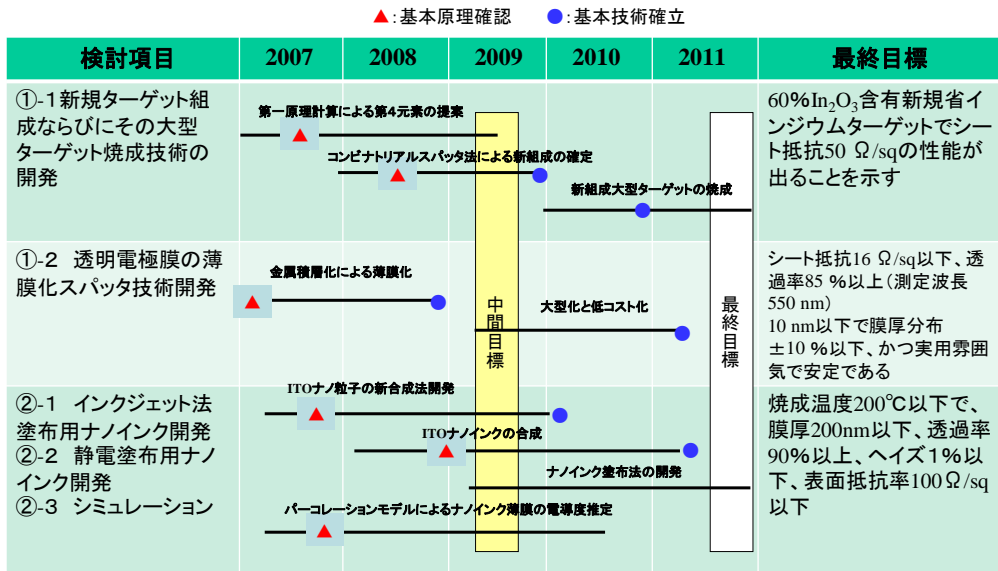 ▲:基本原理確認 ●:基本技術確立
検討項目 2007 2008 2009 2010 2011 最終目標
①-1新規ターゲット組
成ならびにその大型
ターゲット焼成技術の
開発
第一原理計算による第4元素の提案
コンビナトリアルスパッタ法による新組成の確定
新組成大型ターゲットの焼成
60%In₂O₃含有新規省イ
ンジウムターゲットでシー
ト抵抗50 Ω/sqの性能が
出ることを示す
①-2 透明電極膜の薄
膜化スパッタ技術開発
金属積層化による薄膜化
大型化と低コスト化
シート抵抗16 Ω/sq以下、透
過率85 %以上(測定波長
550 nm)
10 nm以下で膜厚分布
±10 %以下、かつ実用雰囲
気で安定である
中間目標
最終目標
②-1 インクジェット法
塗布用ナノインク開発
②-2 静電塗布用ナノ
インク開発
②-3 シミュレーション
ITOナノ粒子の新合成法開発
ITOナノインクの合成
ナノインク塗布法の開発
パーコレーションモデルによるナノインク薄膜の電導度推定
焼成温度200℃以下で、
膜厚200nm以下、透過率
90%以上、ヘイズ1%以
下、表面抵抗率100Ω/sq
以下